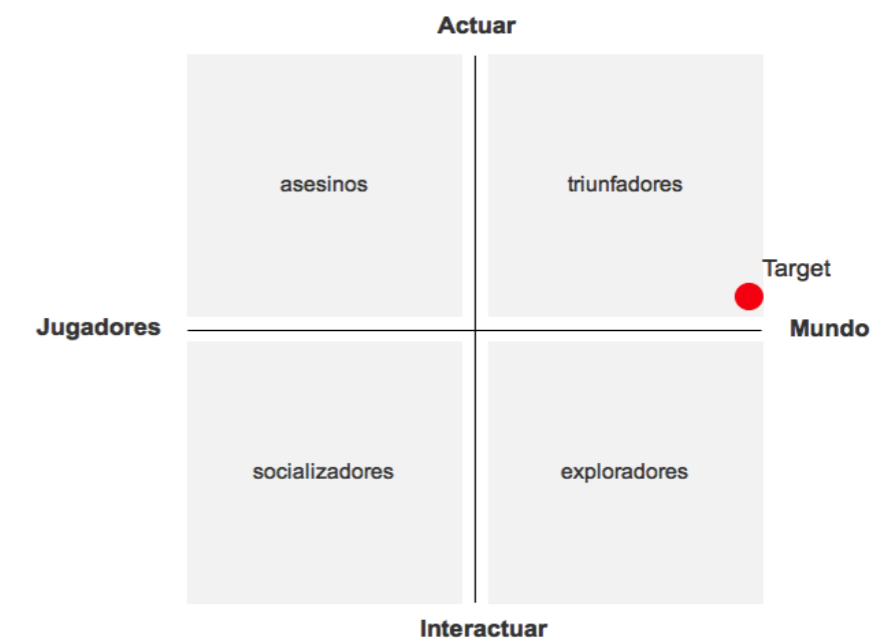 Actuar
asesinos
triunfadores
Target
Jugadores
Mundo
socializadores
exploradores
Interactuar